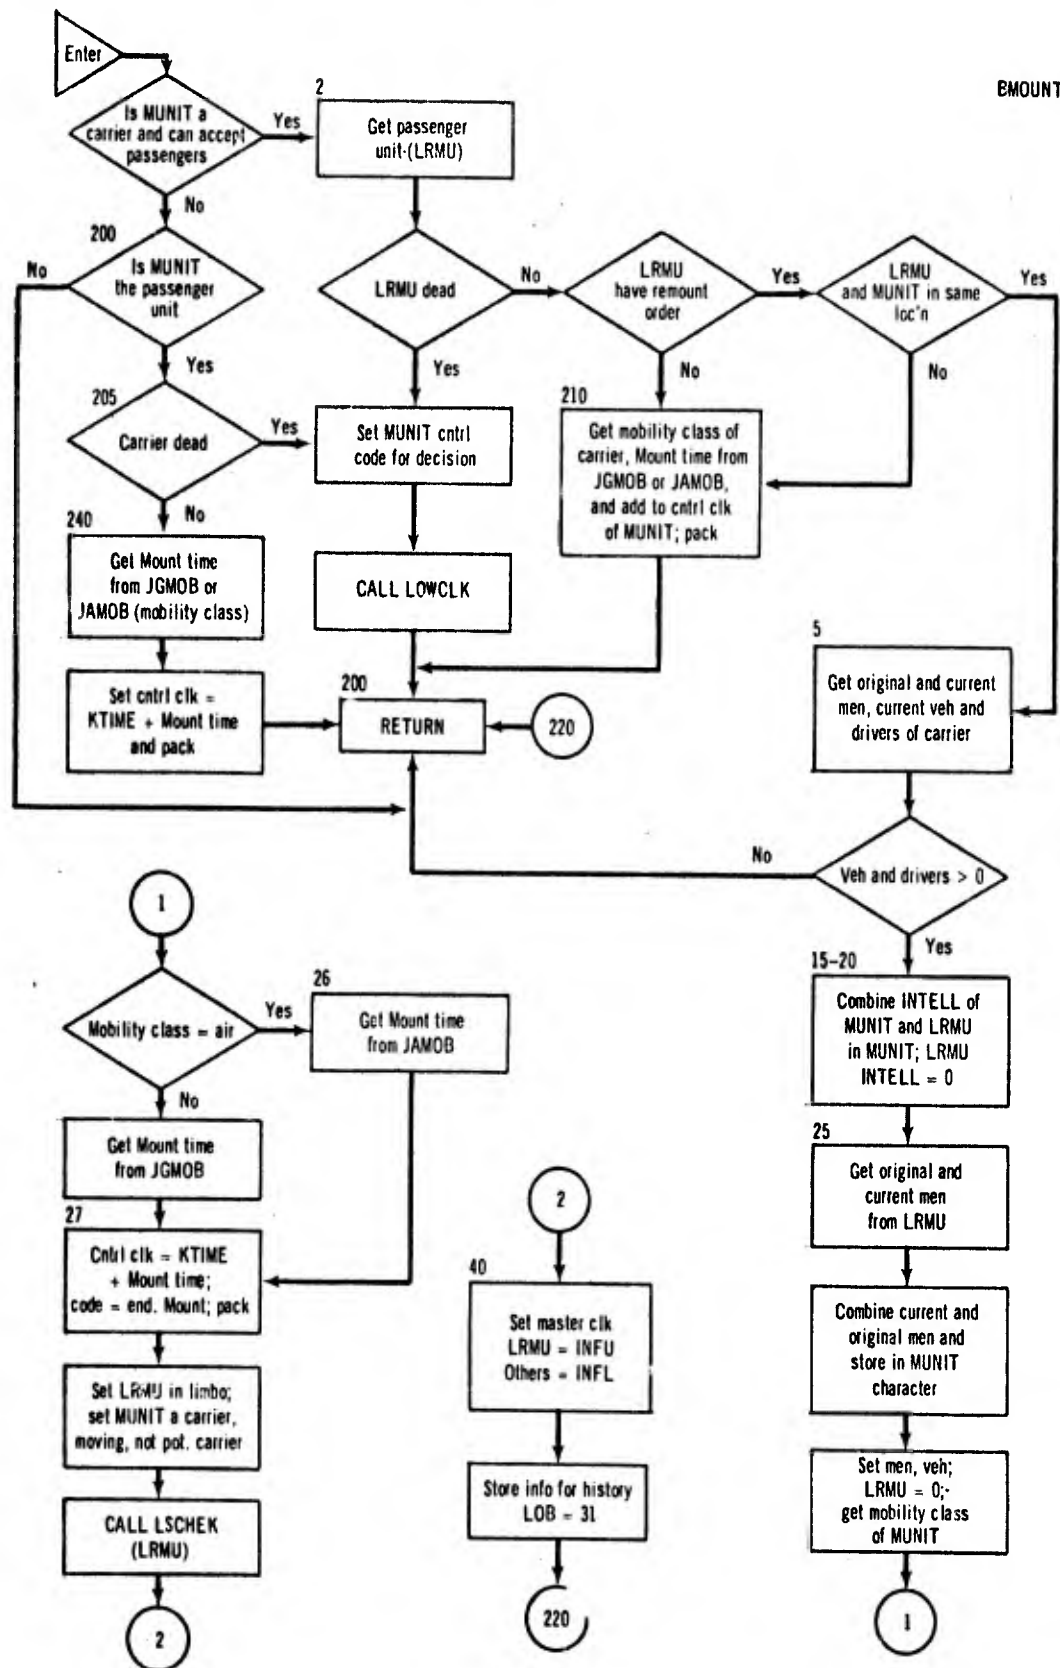 BMOUNT
Enter
Is MUNIT a
carrier and can accept
passengers
Yes
No
2
Get passenger
unit-(LRMU)
200
Is MUNIT
the passenger
unit
No
Yes
LRMU dead
No
Yes
LRMU
have remount
order
Yes
No
LRMU
and MUNIT in same
loc'n
Yes
No
205
Carrier dead
Yes
No
Set MUNIT cntrl
code for decision
210
Get mobility class of
carrier, Mount time from
JGMOB or JAMOB,
and add to cntrl clk
of MUNIT; pack
240
Get Mount time
from JGMOB or
JAMOB (mobility class)
CALL LOWCLK
Set cntrl clk =
KTIME + Mount time
and pack
200
RETURN
220
5
Get original and current
men, current veh and
drivers of carrier
Veh and drivers > 0
No
Yes
15-20
Combine INTELL of
MUNIT and LRMU
in MUNIT; LRMU
INTELL = 0
25
Get original and
current men
from LRMU
Combine current and
original men and
store in MUNIT
character
Set men, veh;
LRMU = 0;-
get mobility class
of MUNIT
1
1
Mobility class = air
Yes
No
26
Get Mount time
from JAMOB
Get Mount time
from JGMOB
27
Cntrl clk = KTIME
+ Mount time;
code = end. Mount; pack
Set LRMU in limbo;
set MUNIT a carrier,
moving, not pot. carrier
CALL LSCHEK
(LRMU)
2
2
40
Set master clk
LRMU = INFU
Others = INFL
Store info for history
LOB = 31
220